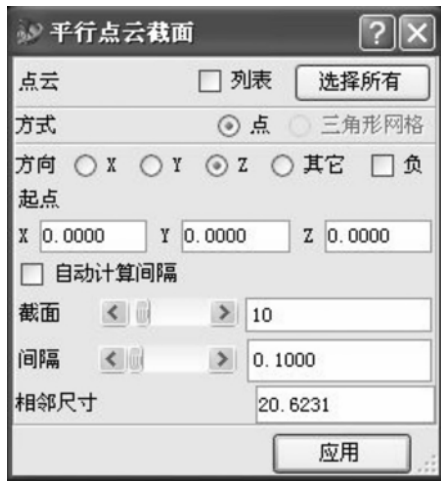 平行点云截面
点云 列表 选择所有
方式 点 三角形网格
方向 X Y Z 其它 负
起点
X 0.0000 Y 0.0000 Z 0.0000
自动计算间隔
截面 10
间隔 0.1000
相邻尺寸 20.6231
应用